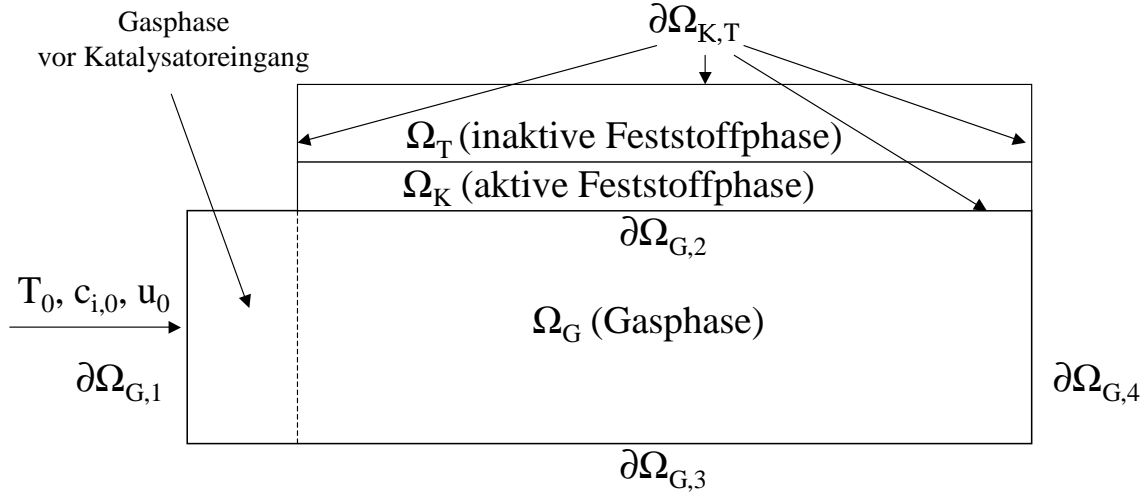 Gasphase
vor Katalysatoreingang
∂Ω_K,T
Ω_T (inaktive Feststoffphase)
Ω_K (aktive Feststoffphase)
∂Ω_G,2
T_0, c_i,0, u_0
Ω_G (Gasphase)
∂Ω_G,1
∂Ω_G,4
∂Ω_G,3